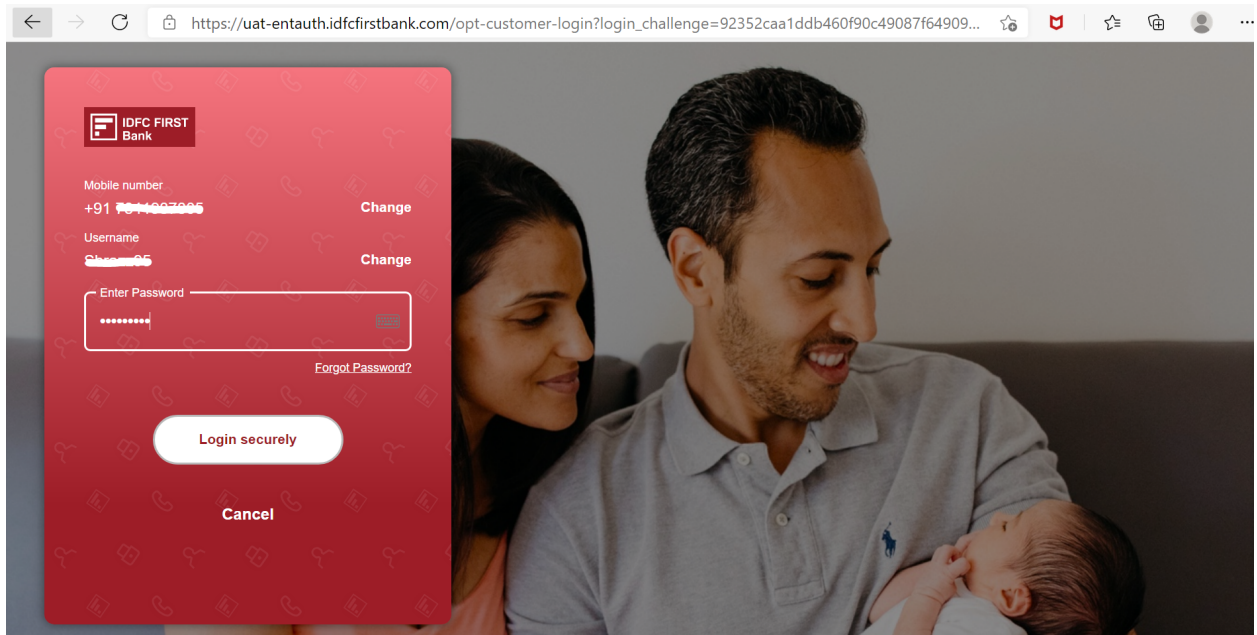 https://uat-entauth.idfcfirstbank.com/opt-customer-login?login_challenge=92352caa1ddb460f90c49087f64909...
IDFC FIRST
Bank
Mobile number
+91
Change
Username
Change
Enter Password
Forgot Password?
Login securely
Cancel